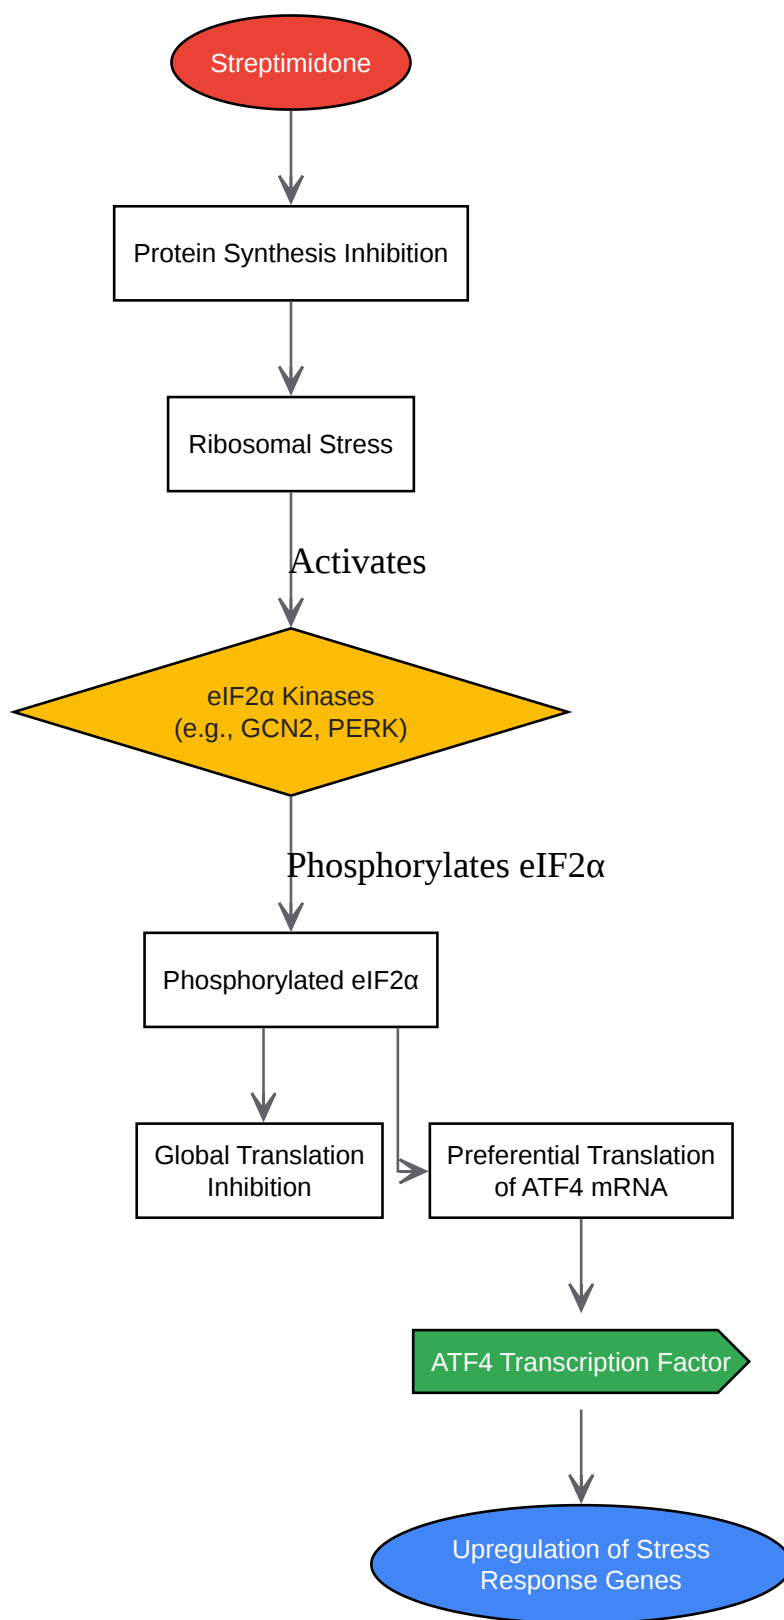 Streptimidone
Protein Synthesis Inhibition
Ribosomal Stress
Activates
eIF2α Kinases
(e.g., GCN2, PERK)
Phosphorylates eIF2α
Phosphorylated eIF2α
Global Translation
Inhibition
Preferential Translation
of ATF4 mRNA
ATF4 Transcription Factor
Upregulation of Stress
Response Genes